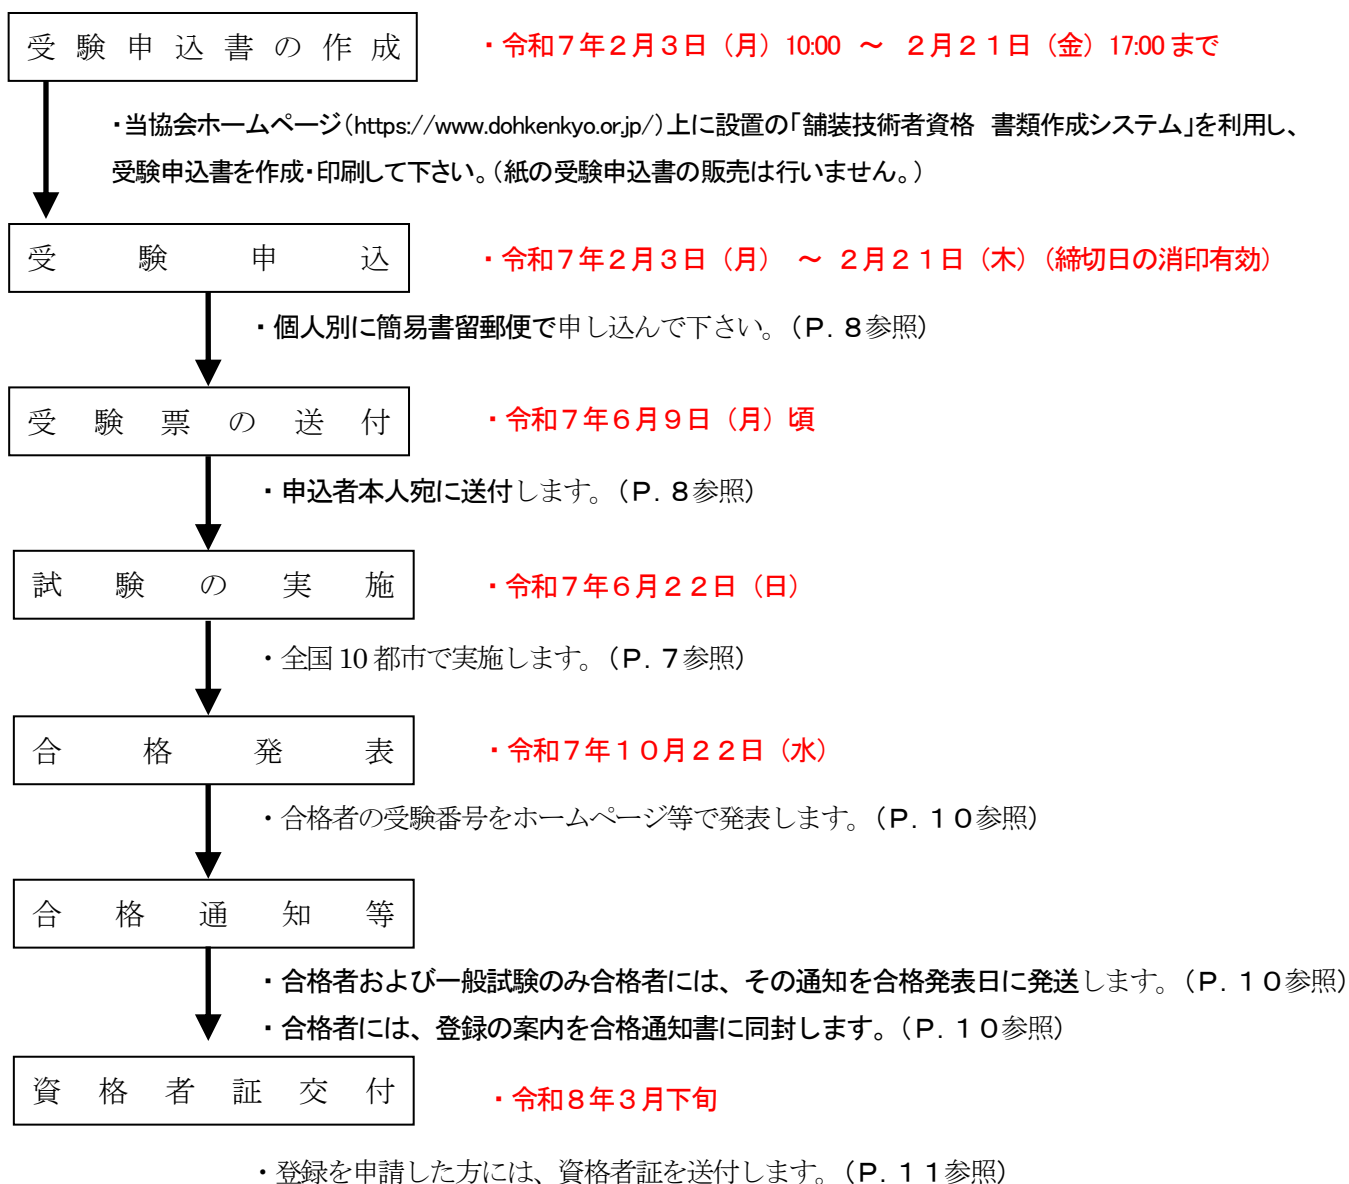 受験申込書の作成
・令和７年２月３日（月）10:00 ～ ２月２１日（金）17:00まで
・当協会ホームページ（https://www.dohkenkyo.or.jp/）上に設置の「舗装技術者資格　書類作成システム」を利用し、
受験申込書を作成・印刷して下さい。（紙の受験申込書の販売は行いません。）
受験申込
・令和７年２月３日（月） ～ ２月２１日（木）（締切日の消印有効）
・個人別に簡易書留郵便で申し込んで下さい。（Ｐ．８参照）
受験票の送付
・令和７年６月９日（月）頃
・申込者本人宛に送付します。（Ｐ．８参照）
試験の実施
・令和７年６月２２日（日）
・全国10都市で実施します。（Ｐ．７参照）
合格発表
・令和７年１０月２２日（水）
・合格者の受験番号をホームページ等で発表します。（Ｐ．１０参照）
合格通知等
・合格者および一般試験のみ合格者には、その通知を合格発表日に発送します。（Ｐ．１０参照）
・合格者には、登録の案内を合格通知書に同封します。（Ｐ．１０参照）
資格者証交付
・令和８年３月下旬
・登録を申請した方には、資格者証を送付します。（Ｐ．１１参照）